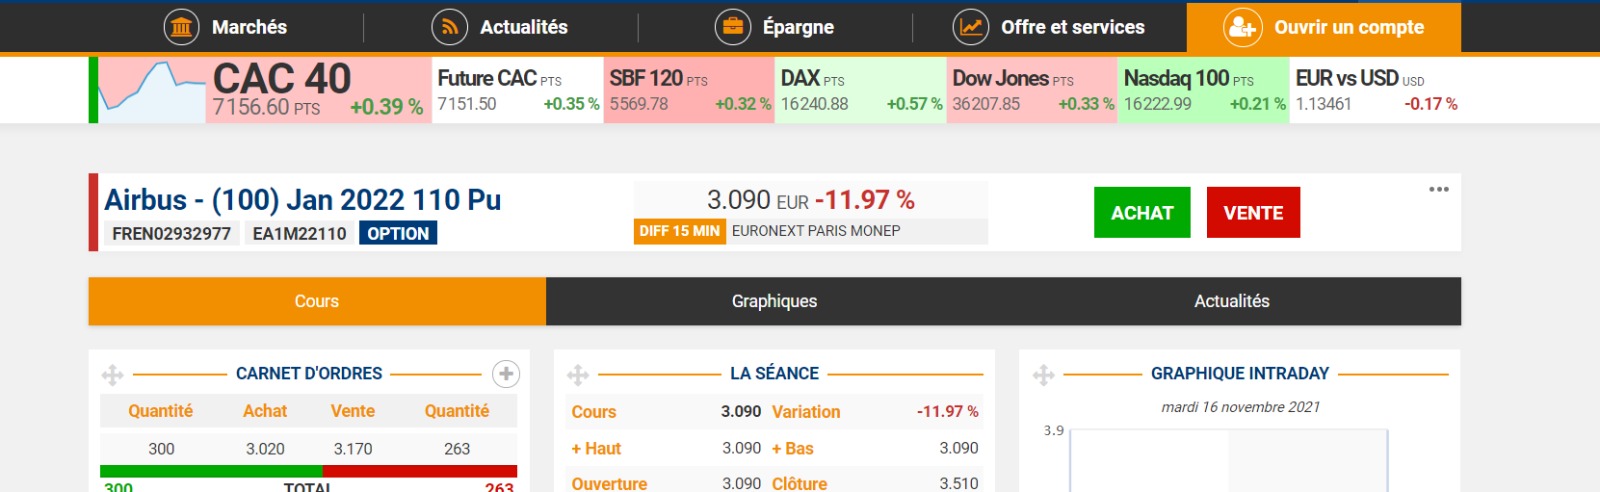 Marchés Actualités Épargne Offre et services Ouvrir un compte
CAC 40 Future CAC PTS SBF 120 PTS DAX PTS Dow Jones PTS Nasdaq 100 PTS EUR vs USD USD
7156.60 PTS +0.39 % 7151.50 +0.35 % 5569.78 +0.32 % 16240.88 +0.57 % 36207.85 +0.33 % 16222.99 +0.21 % 1.13461 -0.17 %
Airbus - (100) Jan 2022 110 Pu 3.090 EUR -11.97 % ACHAT VENTE
FREN02932977 EA1M22110 OPTION DIFF 15 MIN EURONEXT PARIS MONEP
Cours Graphiques Actualités
CARNET D'ORDRES
Quantité Achat Vente Quantité
300 3.020 3.170 263
300 TOTAL 263
LA SÉANCE
Cours 3.090 Variation -11.97 %
+ Haut 3.090 + Bas 3.090
Ouverture 3.090 Clôture 3.510
GRAPHIQUE INTRADAY
mardi 16 novembre 2021
3.9